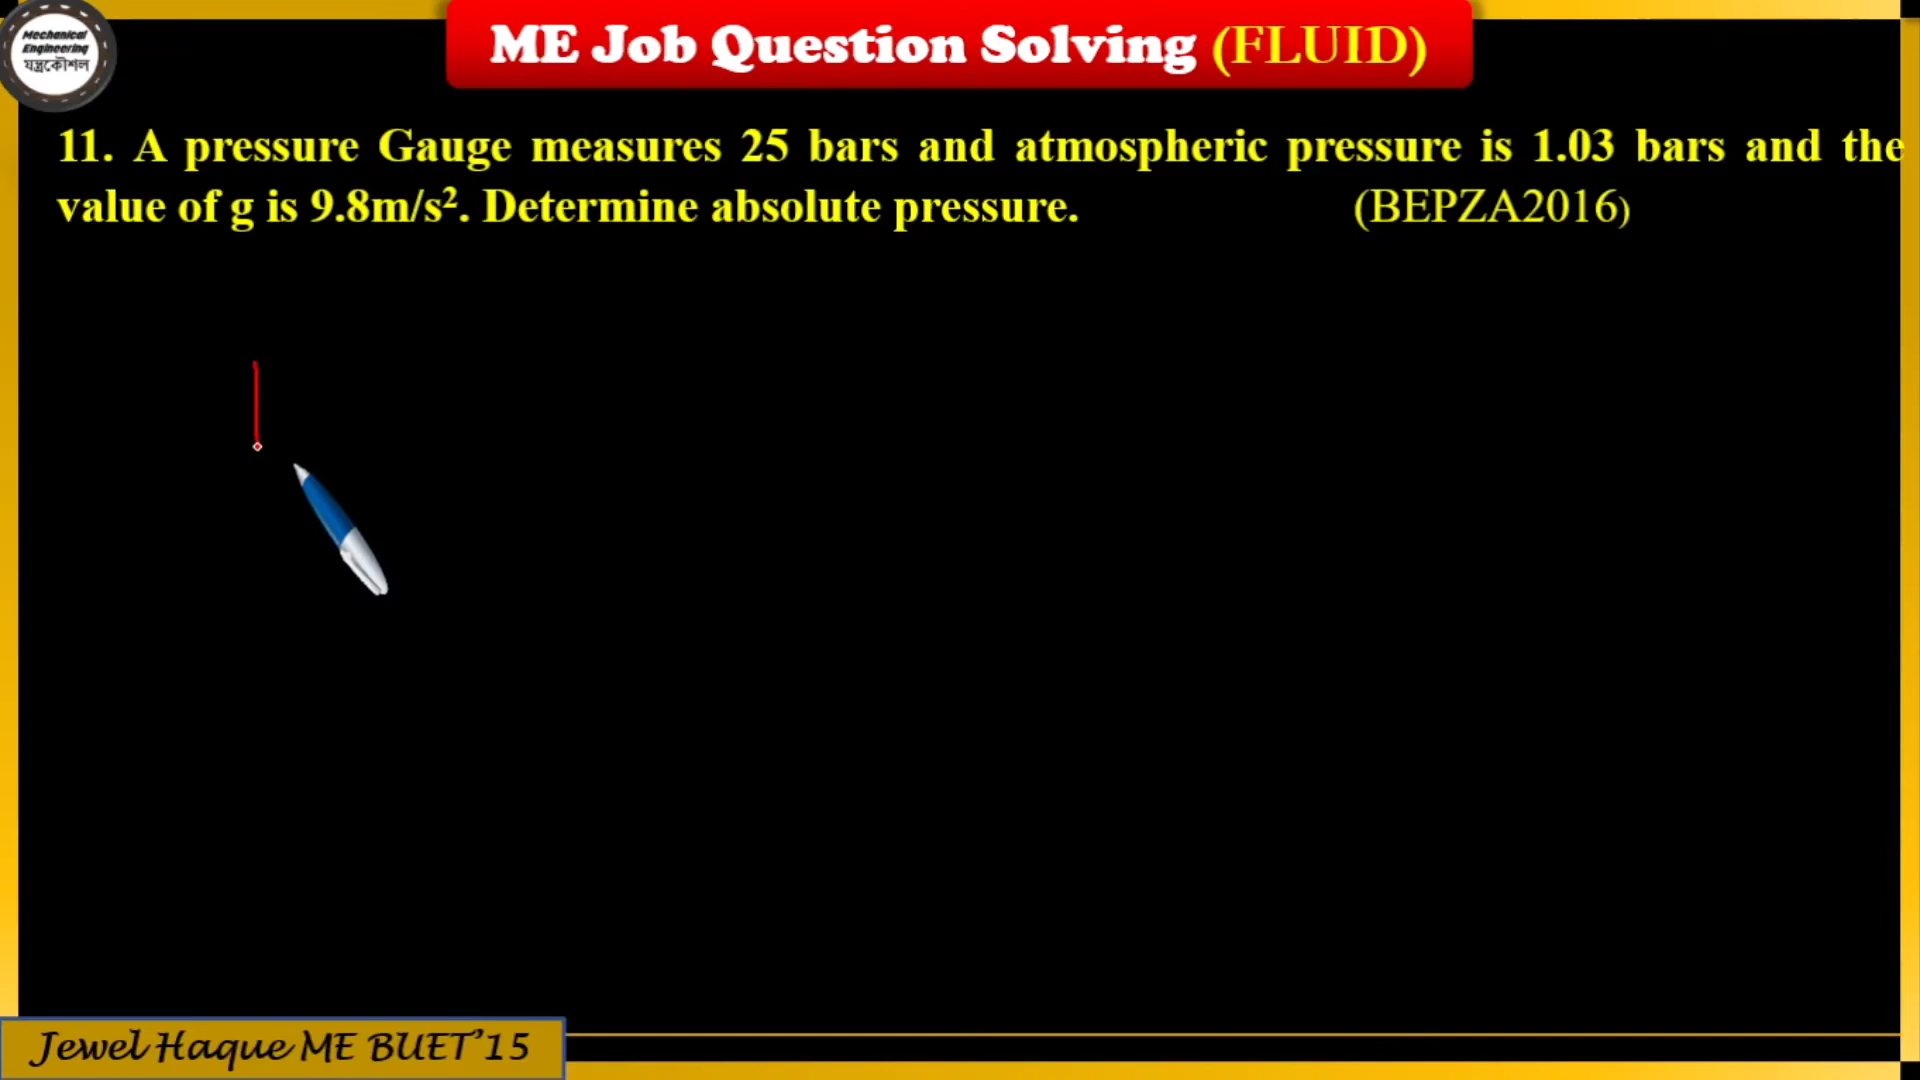 Mechanical
Engineering
যন্ত্রকৌশল
ME Job Question Solving (FLUID)
11. A pressure Gauge measures 25 bars and atmospheric pressure is 1.03 bars and the
value of g is 9.8m/s². Determine absolute pressure. (BEPZA2016)
Jewel Haque ME BUET’15